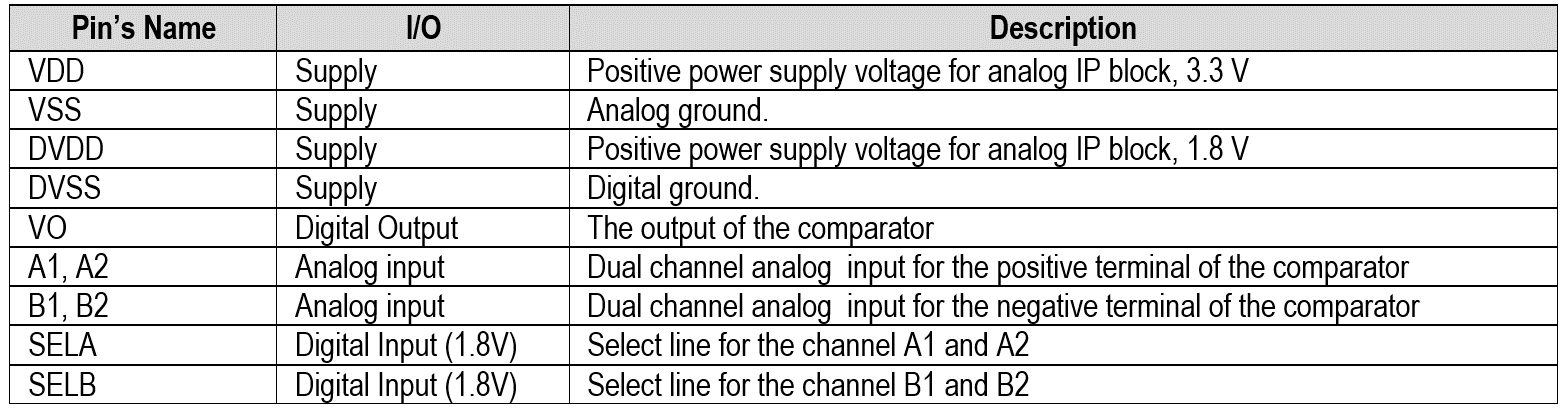 Pin's Name I/O Description
VDD Supply Positive power supply voltage for analog IP block, 3.3 V
VSS Supply Analog ground.
DVDD Supply Positive power supply voltage for analog IP block, 1.8 V
DVSS Supply Digital ground.
VO Digital Output The output of the comparator
A1, A2 Analog input Dual channel analog  input for the positive terminal of the comparator
B1, B2 Analog input Dual channel analog  input for the negative terminal of the comparator
SELA Digital Input (1.8V) Select line for the channel A1 and A2
SELB Digital Input (1.8V) Select line for the channel B1 and B2